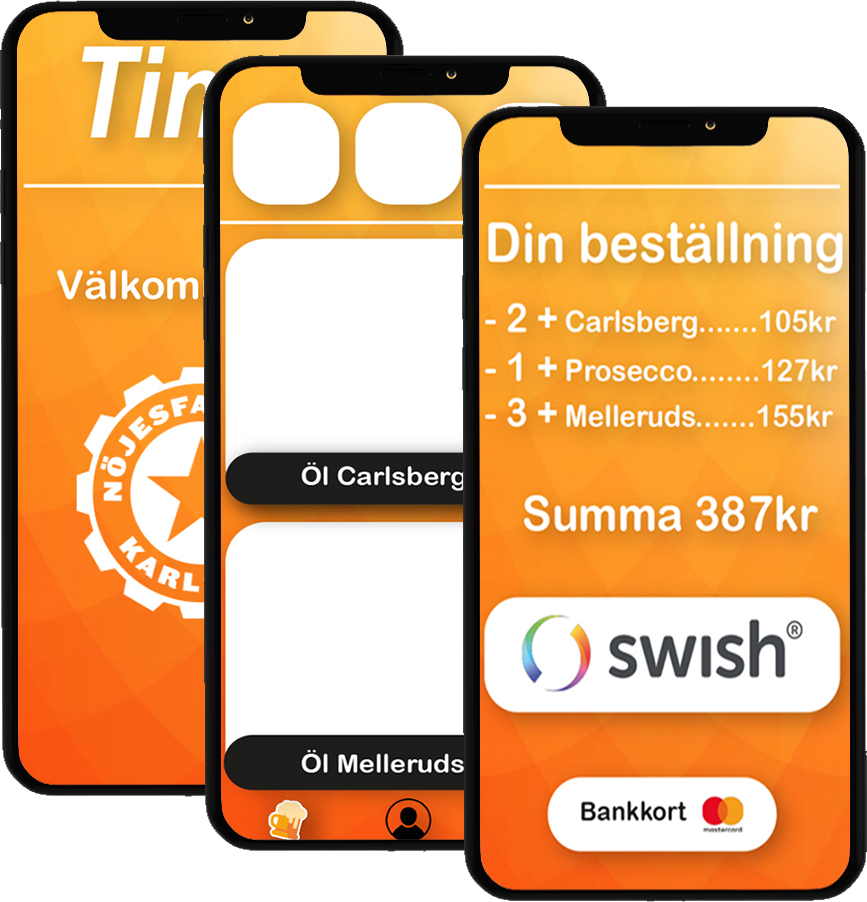 Tim
Välkom
NÖJESFA
KARL
Öl Carlsberg
Öl Melleruds
Din beställning
- 2 + Carlsberg.......105kr
- 1 + Prosecco........127kr
- 3 + Melleruds.......155kr
Summa 387kr
swish®
Bankkort
mastercard